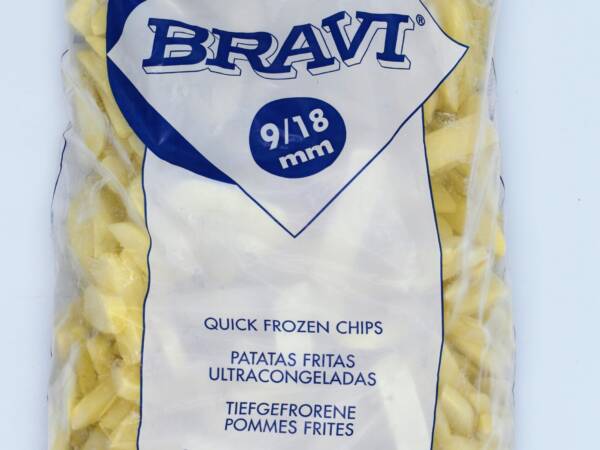 BRAVI®
9/18
mm
QUICK FROZEN CHIPS
PATATAS FRITAS
ULTRACONGELADAS
TIEFGEFRORENE
POMMES FRITES